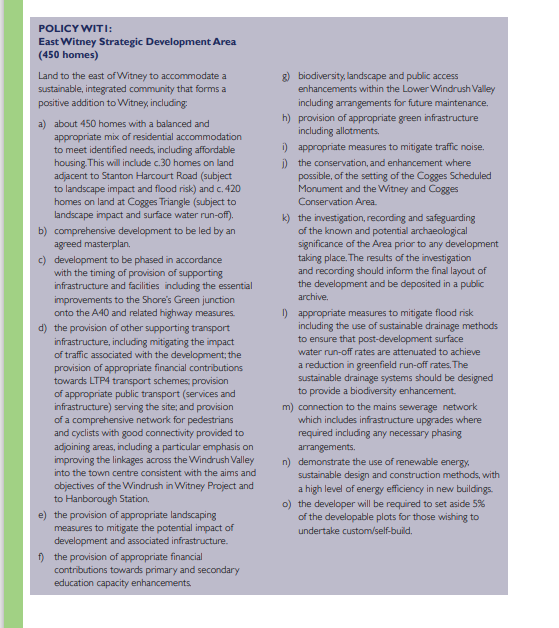 POLICY WIT1:
East Witney Strategic Development Area
(450 homes)
Land to the east of Witney to accommodate a
sustainable, integrated community that forms a
positive addition to Witney, including:
a) about 450 homes with a balanced and
appropriate mix of residential accommodation
to meet identified needs, including affordable
housing. This will include c.30 homes on land
adjacent to Stanton Harcourt Road (subject
to landscape impact and flood risk) and c. 420
homes on land at Cogges Triangle (subject to
landscape impact and surface water run-off).
b) comprehensive development to be led by an
agreed masterplan.
c) development to be phased in accordance
with the timing of provision of supporting
infrastructure and facilities including the essential
improvements to the Shore's Green junction
onto the A40 and related highway measures.
d) the provision of other supporting transport
infrastructure, including mitigating the impact
of traffic associated with the development; the
provision of appropriate financial contributions
towards LTP4 transport schemes; provision
of appropriate public transport (services and
infrastructure) serving the site; and provision
of a comprehensive network for pedestrians
and cyclists with good connectivity provided to
adjoining areas, including a particular emphasis on
improving the linkages across the Windrush Valley
into the town centre consistent with the aims and
objectives of the Windrush in Witney Project and
to Hanborough Station.
e) the provision of appropriate landscaping
measures to mitigate the potential impact of
development and associated infrastructure.
f) the provision of appropriate financial
contributions towards primary and secondary
education capacity enhancements.
g) biodiversity, landscape and public access
enhancements within the Lower Windrush Valley
including arrangements for future maintenance.
h) provision of appropriate green infrastructure
including allotments.
i) appropriate measures to mitigate traffic noise.
j) the conservation, and enhancement where
possible, of the setting of the Cogges Scheduled
Monument and the Witney and Cogges
Conservation Area.
k) the investigation, recording and safeguarding
of the known and potential archaeological
significance of the Area prior to any development
taking place. The results of the investigation
and recording should inform the final layout of
the development and be deposited in a public
archive.
l) appropriate measures to mitigate flood risk
including the use of sustainable drainage methods
to ensure that post-development surface
water run-off rates are attenuated to achieve
a reduction in greenfield run-off rates. The
sustainable drainage systems should be designed
to provide a biodiversity enhancement.
m) connection to the mains sewerage network
which includes infrastructure upgrades where
required including any necessary phasing
arrangements.
n) demonstrate the use of renewable energy,
sustainable design and construction methods, with
a high level of energy efficiency in new buildings.
o) the developer will be required to set aside 5%
of the developable plots for those wishing to
undertake custom/self-build.